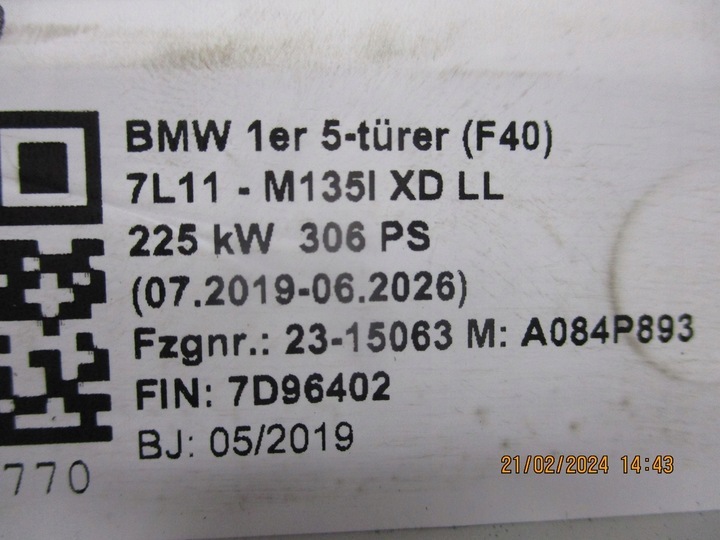 BMW 1er 5-türer (F40)
7L11 - M135I XD LL
225 kW 306 PS
(07.2019-06.2026)
Fzgnr.: 23-15063 M: A084P893
FIN: 7D96402
BJ: 05/2019
770
21/02/2024 14:43